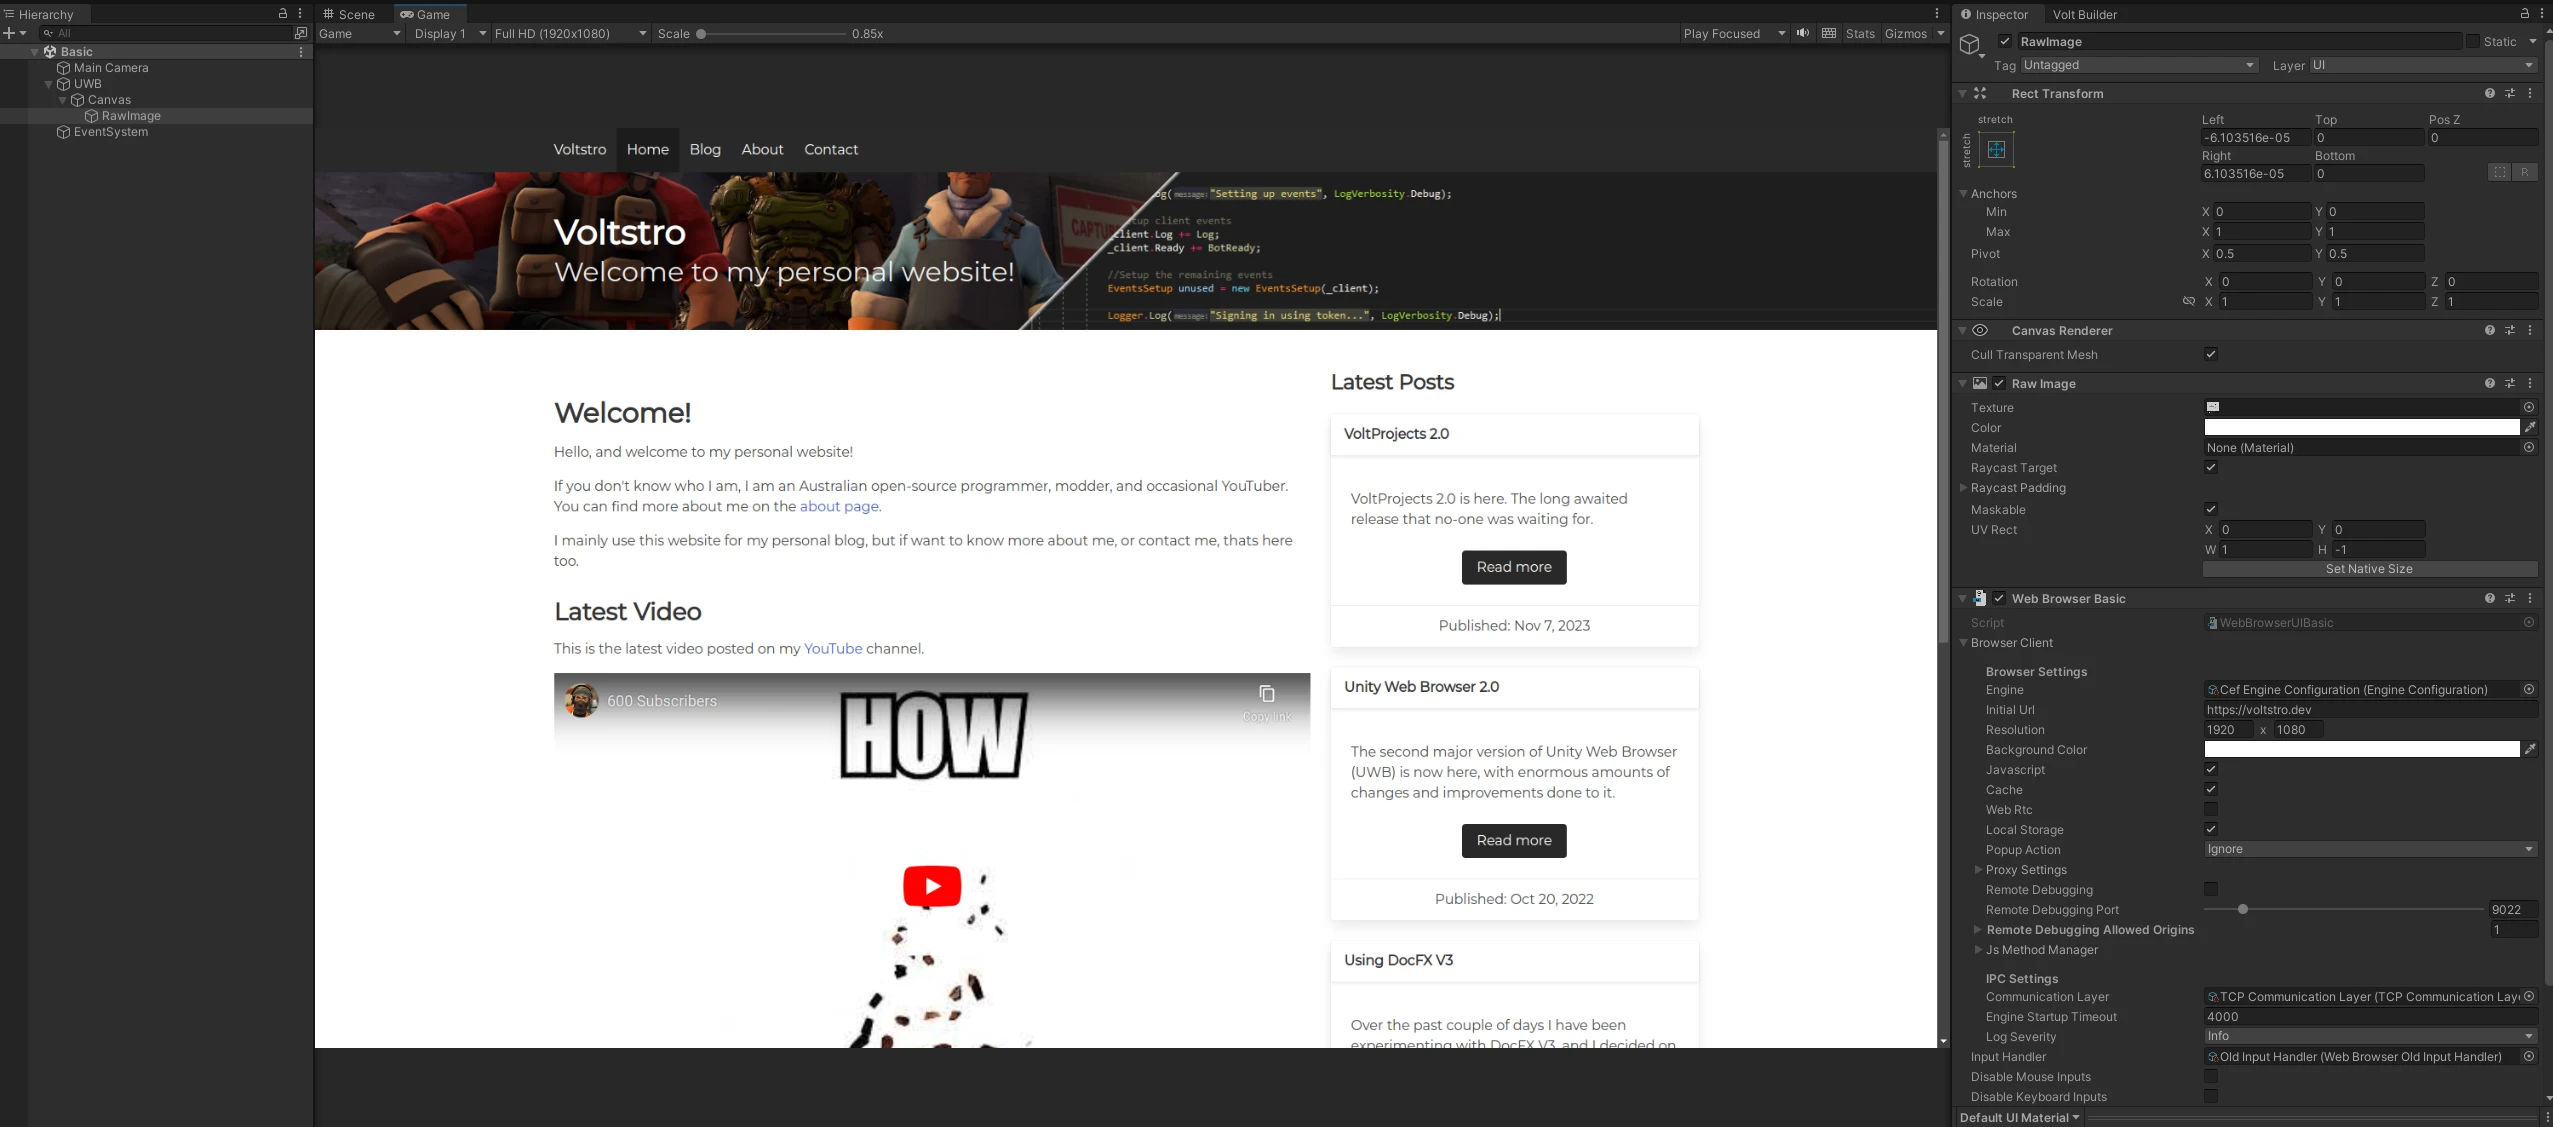 Hierarchy
All
Basic
Main Camera
UWB
Canvas
RawImage
EventSystem
Scene
Game
Game
Display 1
Full HD (1920x1080)
Scale
0.85x
Play Focused
Stats
Gizmos
Voltstro
Home
Blog
About
Contact
Voltstro
Welcome to my personal website!
CAPTU
og(message: "Setting up events", LogVerbosity.Debug);
tup client events
_client.Log += Log;
_client.Ready += BotReady;
//Setup the remaining events
EventsSetup unused = new EventsSetup(_client);
Logger.Log(message: "Signing in using token...", LogVerbosity.Debug);
Welcome!
Hello, and welcome to my personal website!
If you don't know who I am, I am an Australian open-source programmer, modder, and occasional YouTuber.
You can find more about me on the about page.
I mainly use this website for my personal blog, but if want to know more about me, or contact me, thats here
too.
Latest Video
This is the latest video posted on my YouTube channel.
600 Subscribers
Copy link
HOW
Latest Posts
VoltProjects 2.0
VoltProjects 2.0 is here. The long awaited
release that no-one was waiting for.
Read more
Published: Nov 7, 2023
Unity Web Browser 2.0
The second major version of Unity Web Browser
(UWB) is now here, with enormous amounts of
changes and improvements done to it.
Read more
Published: Oct 20, 2022
Using DocFX V3
Over the past couple of days I have been
experimenting with DocFX V3, and I decided on
Inspector
Volt Builder
RawImage
Static
Tag
Untagged
Layer
UI
Rect Transform
stretch
stretch
Left
Top
Pos Z
-6.103516e-05
0
0
Right
Bottom
6.103516e-05
0
R
Anchors
Min
X 0
Y 0
Max
X 1
Y 1
Pivot
X 0.5
Y 0.5
Rotation
X 0
Y 0
Z 0
Scale
X 1
Y 1
Z 1
Canvas Renderer
Cull Transparent Mesh
Raw Image
Texture
Color
Material
None (Material)
Raycast Target
Raycast Padding
Maskable
UV Rect
X 0
Y 0
W 1
H -1
Set Native Size
Web Browser Basic
Script
WebBrowserUIBasic
Browser Client
Browser Settings
Engine
Cef Engine Configuration (Engine Configuration)
Initial Url
https://voltstro.dev
Resolution
1920 x 1080
Background Color
Javascript
Cache
Web Rtc
Local Storage
Popup Action
Ignore
Proxy Settings
Remote Debugging
Remote Debugging Port
9022
Remote Debugging Allowed Origins
1
Js Method Manager
IPC Settings
Communication Layer
TCP Communication Layer (TCP Communication Lay
Engine Startup Timeout
4000
Log Severity
Info
Input Handler
Old Input Handler (Web Browser Old Input Handler)
Disable Mouse Inputs
Disable Keyboard Inputs
Default UI Material